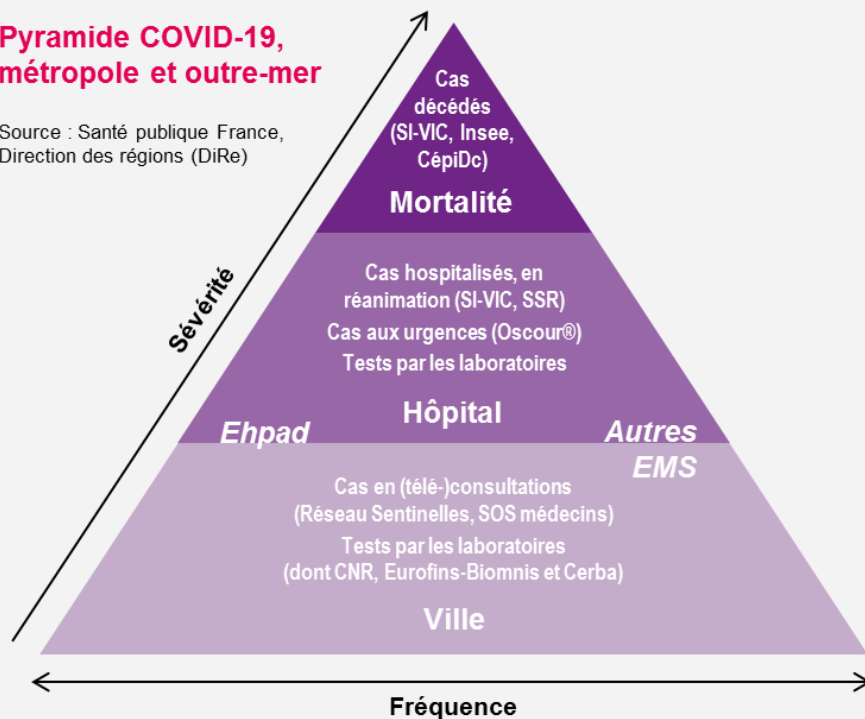 Pyramide COVID-19,
métropole et outre-mer
Source : Santé publique France,
Direction des régions (DiRe)
Sévérité
Cas
décédés
(SI-VIC, Insee,
CépiDc)
Mortalité
Cas hospitalisés, en
réanimation (SI-VIC, SSR)
Cas aux urgences (Oscour®)
Tests par les laboratoires
Hôpital
Ehpad
Autres
EMS
Cas en (télé-)consultations
(Réseau Sentinelles, SOS médecins)
Tests par les laboratoires
(dont CNR, Eurofins-Biomnis et Cerba)
Ville
Fréquence